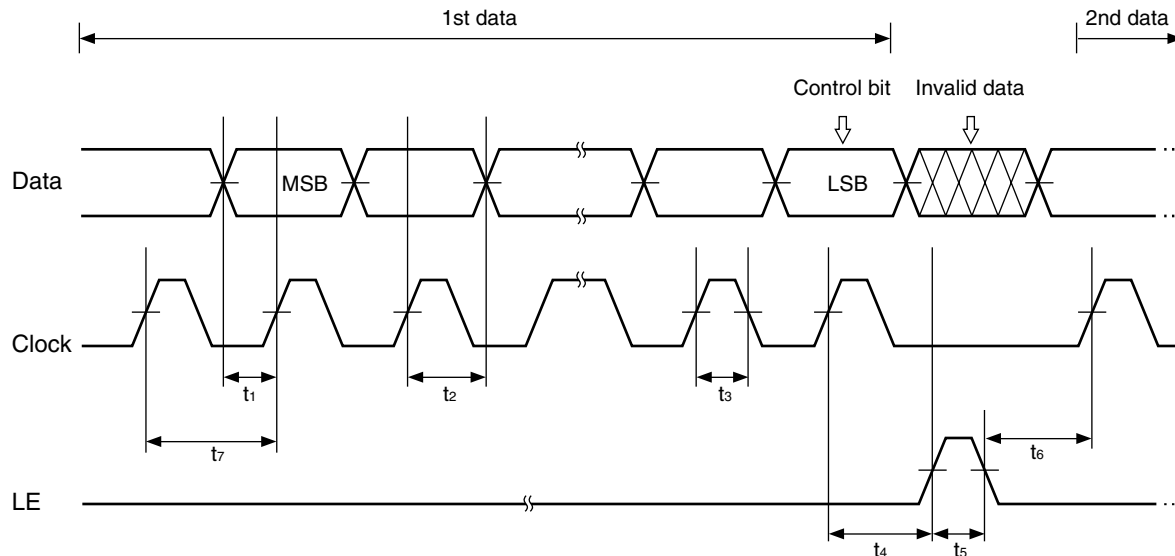 1st data
2nd data
Control bit
Invalid data
Data
MSB
LSB
Clock
t1
t2
t3
t7
t6
LE
t4
t5